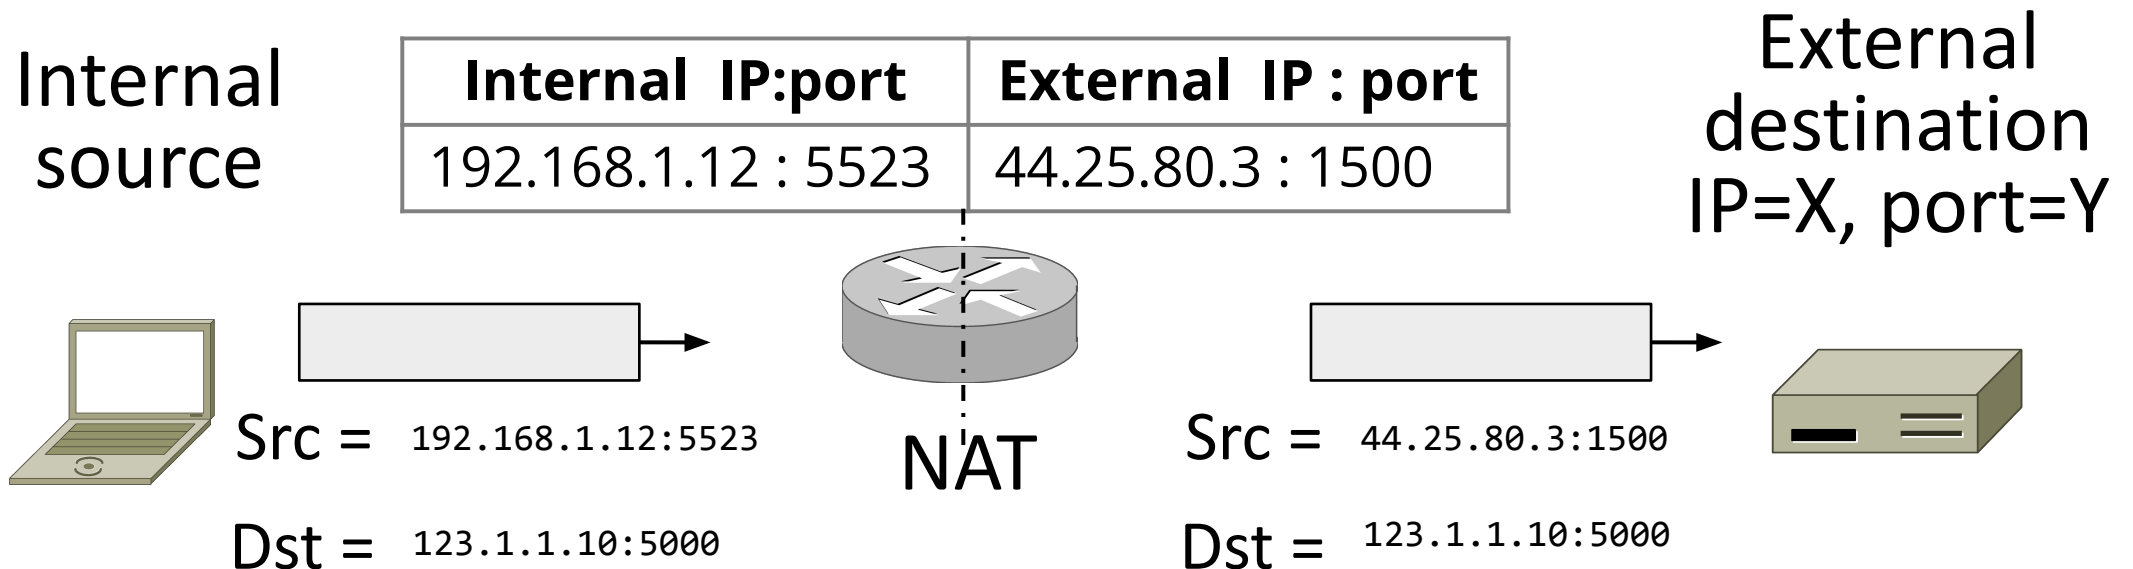 Internal
source
Internal IP:port External IP : port
192.168.1.12 : 5523 44.25.80.3 : 1500
External
destination
IP=X, port=Y
Src = 192.168.1.12:5523
Dst = 123.1.1.10:5000
NAT
Src = 44.25.80.3:1500
Dst = 123.1.1.10:5000